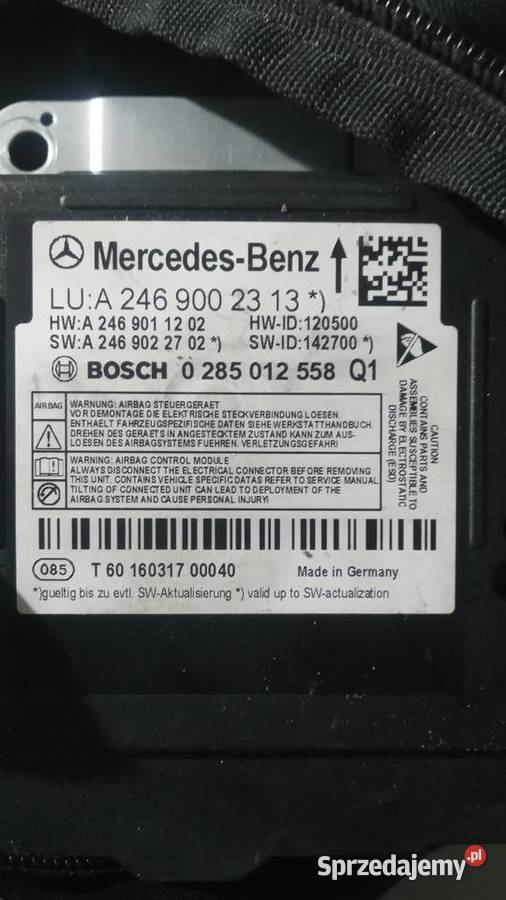 Mercedes-Benz
LU:A 246 900 23 13 *)
HW:A 246 901 12 02 HW-ID:120500
SW:A 246 902 27 02 *) SW-ID:142700 *)
BOSCH 0 285 012 558 Q1
AIRBAG
WARNUNG: AIRBAG STEUERGERAET
VOR DEMONTAGE DIE ELEKTRISCHE STECKVERBINDUNG LOESEN.
ENTHAELT FAHRZEUGSPEZIFISCHE DATEN SIEHE WERKSTATTHANDBUCH.
DREHEN DES GERAETS IN ANGESTECKTEM ZUSTAND KANN ZUM AUS-
LOESEN DES AIRBAGSYSTEMS FUEHREN. VERLETZUNGSGEFAHR!
WARNING: AIRBAG CONTROL MODULE
ALWAYS DISCONNECT THE ELECTRICAL CONNECTOR BEFORE REMOVING
THIS UNIT. CONTAINS VEHICLE SPECIFIC DATAS REFER TO SERVICE MANUAL
TILTING OF CONNECTED UNIT CAN LEAD TO DEPLOYMENT OF THE
AIRBAG SYSTEM AND CAUSE PERSONAL INJURY!
CAUTION
CONTAINS PARTS AND
ASSEMBLIES SUSCEPTIBLE TO
DAMAGE BY ELECTROSTATIC
DISCHARGE (ESD)
085 T 60 160317 00040 Made in Germany
*)gueltig bis zu evtl. SW-Aktualisierung *) valid up to SW-actualization
Sprzedajemy.pl